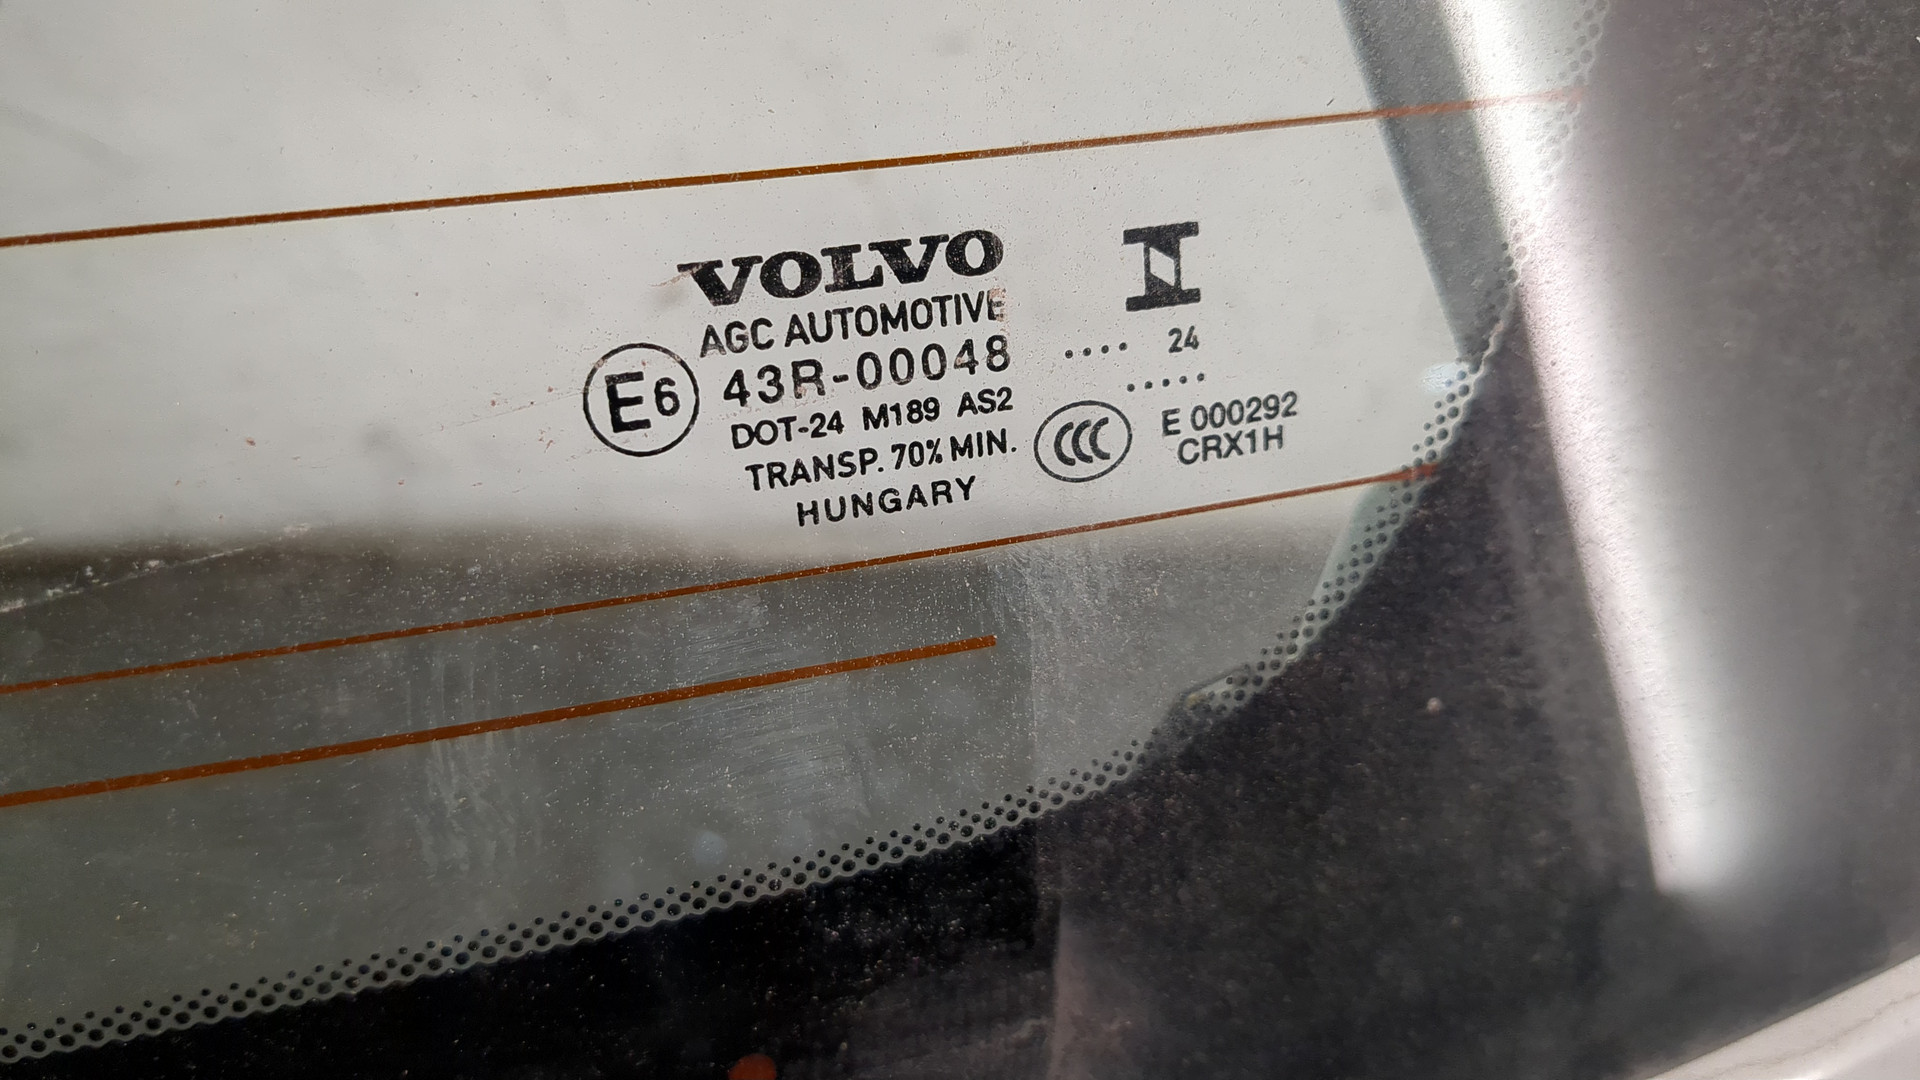 VOLVO
AGC AUTOMOTIVE
E6 43R-00048
DOT-24 M189 AS2
TRANSP. 70% MIN.
HUNGARY
.... 24
.....
CCC E 000292
CRX1H